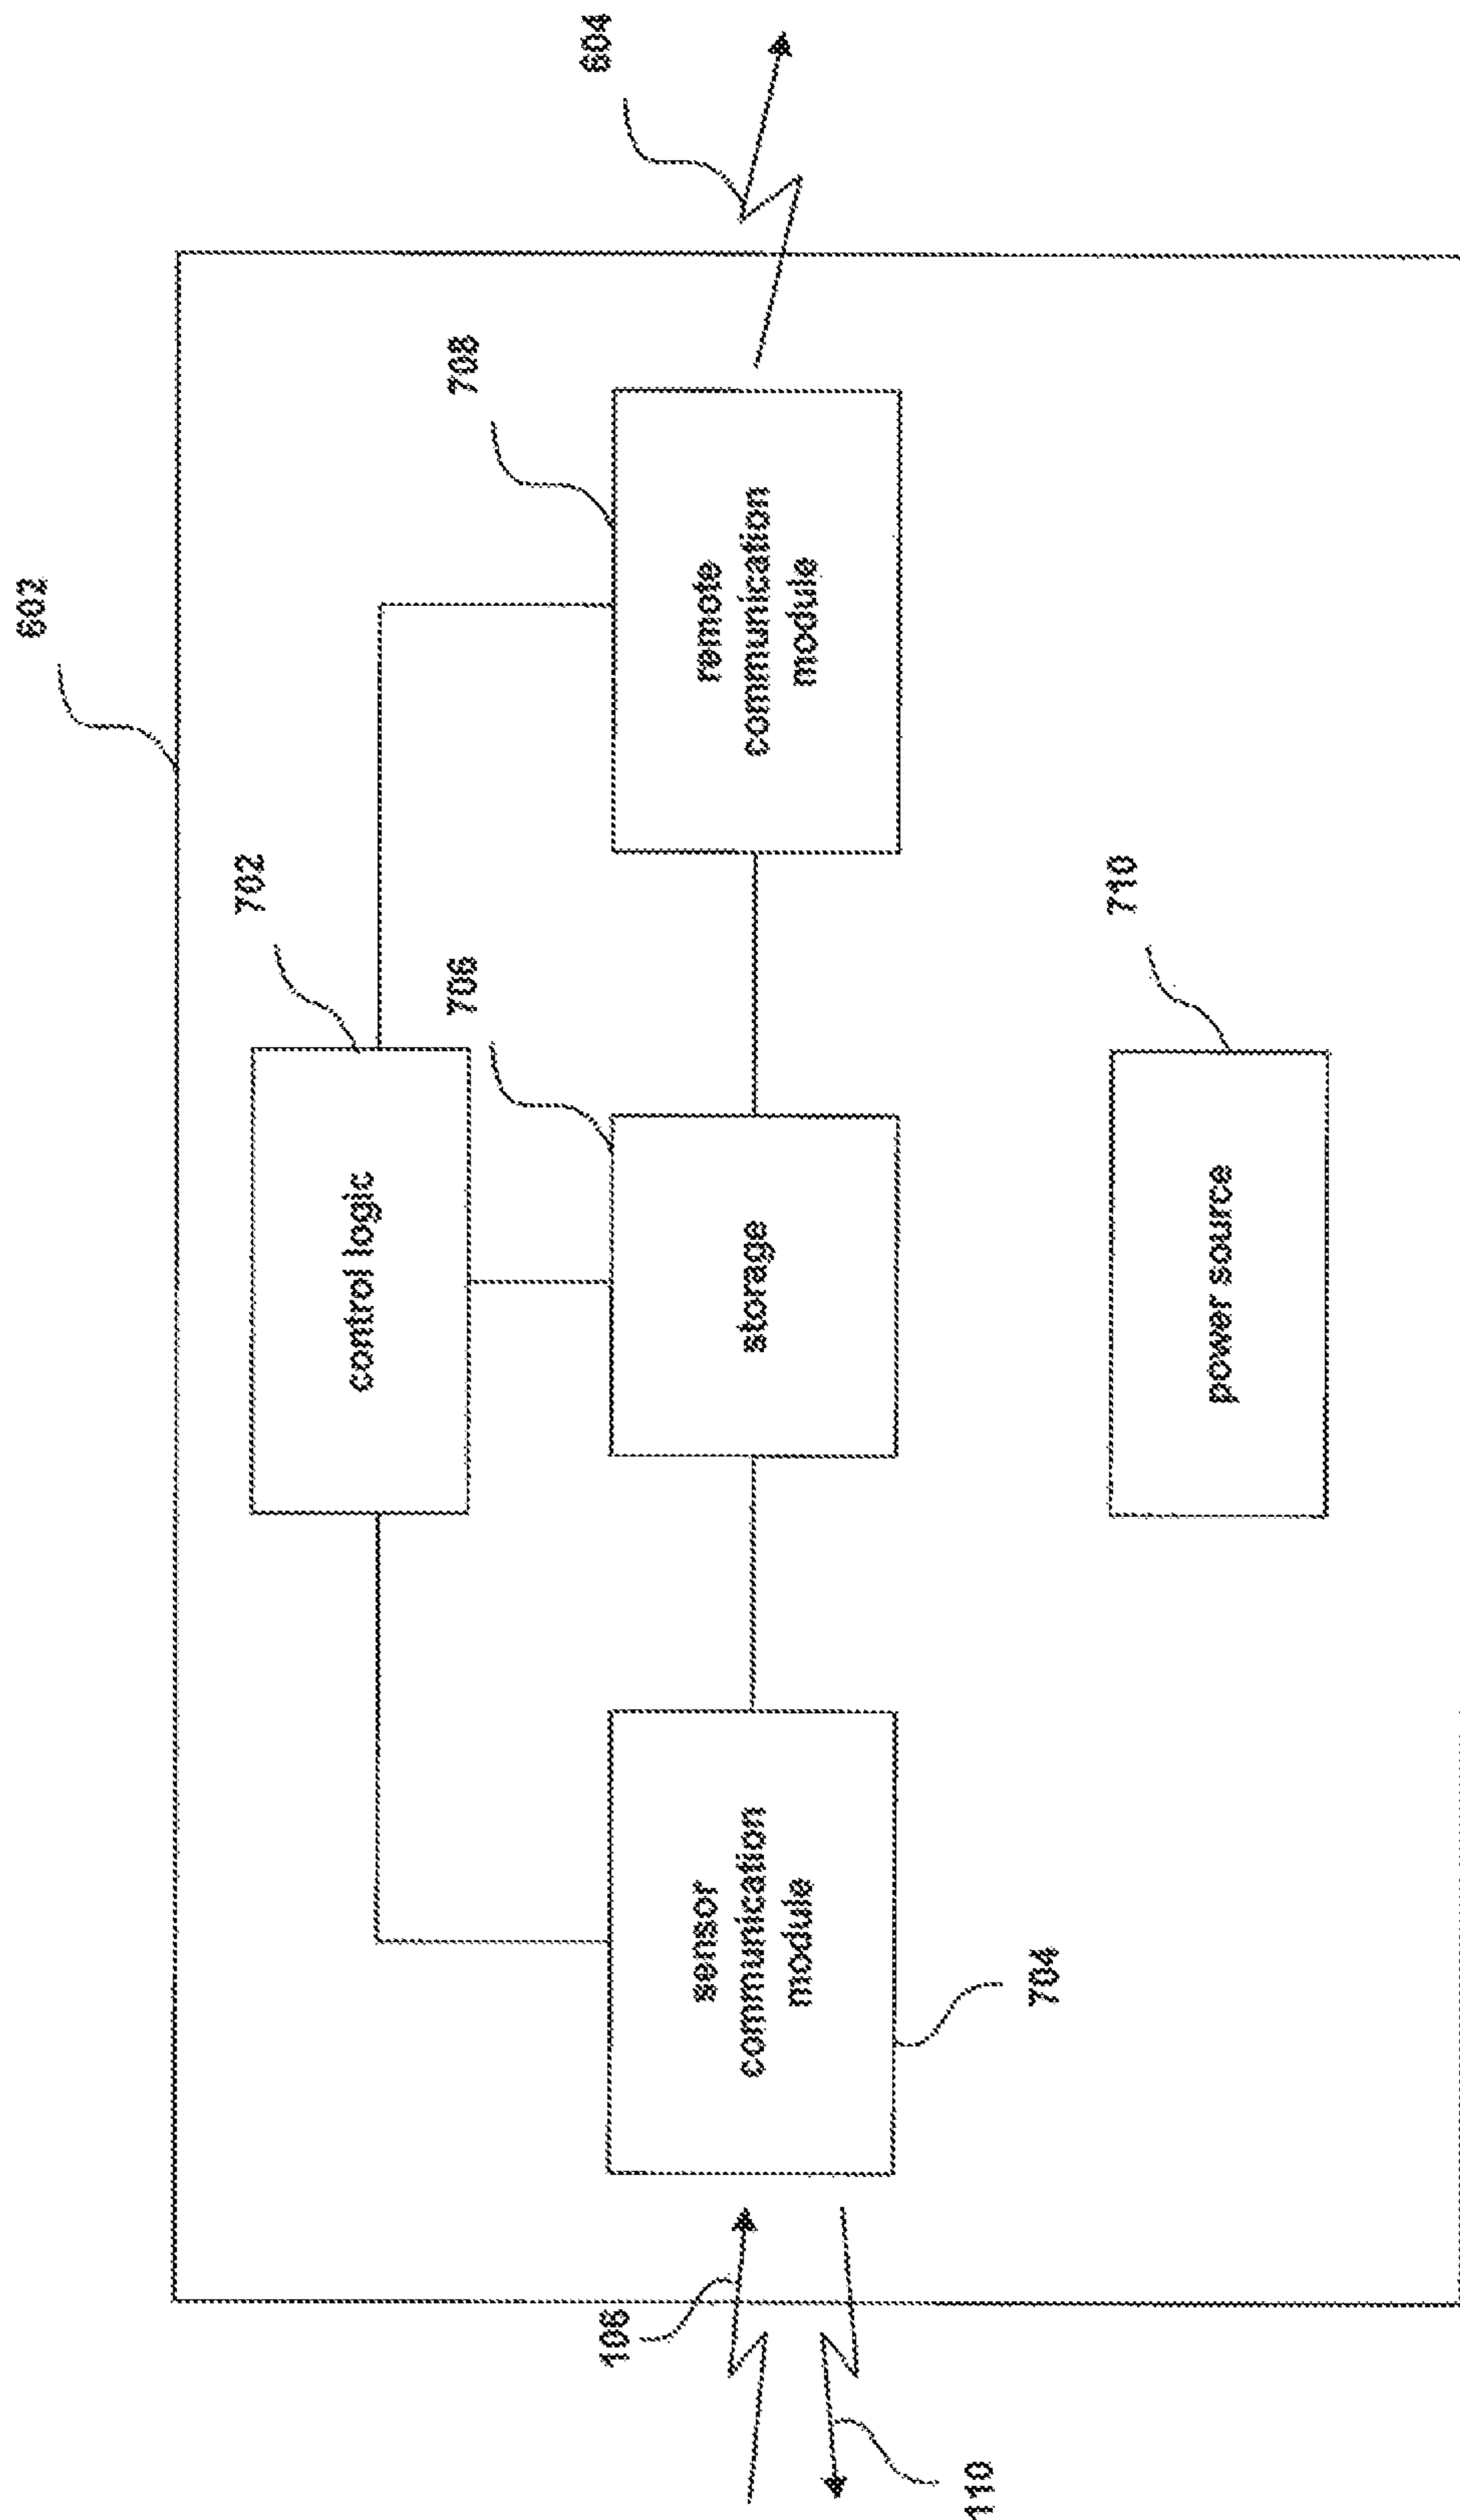 602
702
control logic
706
708
604
106
sensor
communication
module
storage
remote
communication
module
110
704
710
power source